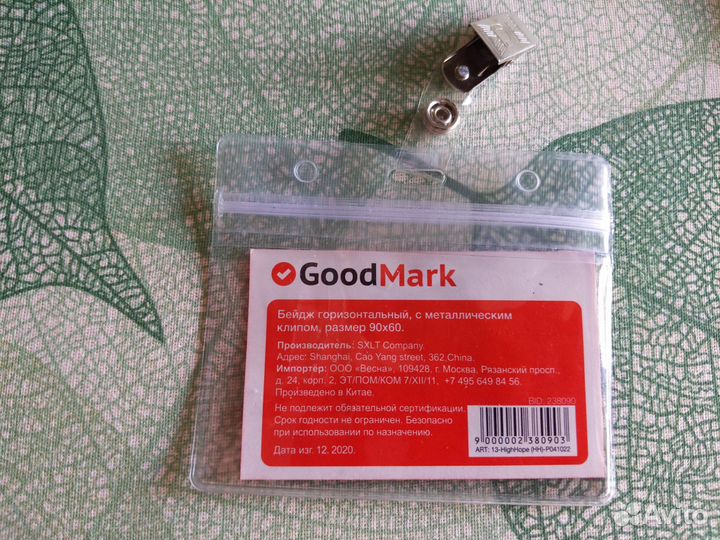 GoodMark
Бейдж горизонтальный, с металлическим
клипом, размер 90х60.
Производитель: SXLT Company.
Адрес: Shanghai, Cao Yang street, 362,China.
Импортёр: ООО «Весна», 109428, г. Москва, Рязанский просп.,
д. 24, корп. 2, ЭТ/ПОМ/КОМ 7/XII/11, +7 495 649 84 56.
Произведено в Китае.
BID: 238090
Не подлежит обязательной сертификации.
Срок годности не ограничен. Безопасно
при использовании по назначению.
Дата изг. 12. 2020.
9 000002 380903
ART: 13-HighHope (HH)-P041022
Avito